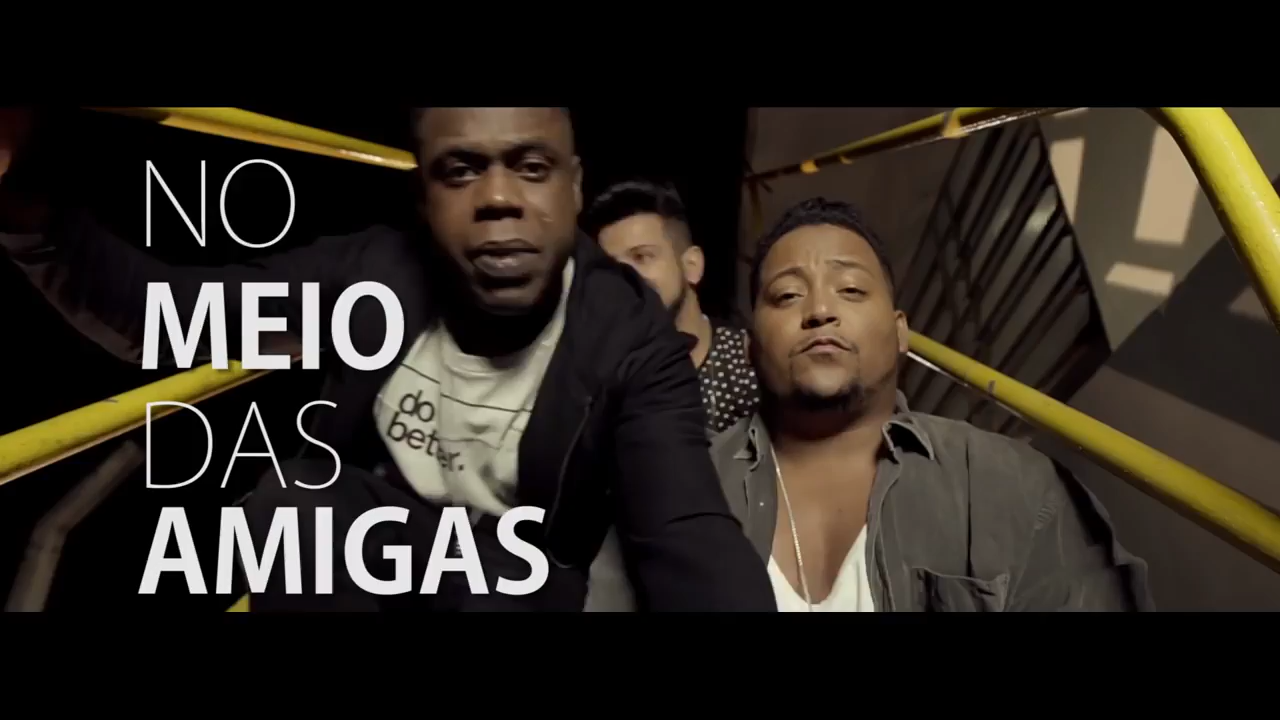 NO
MEIO
DAS
AMIGAS
do
better.